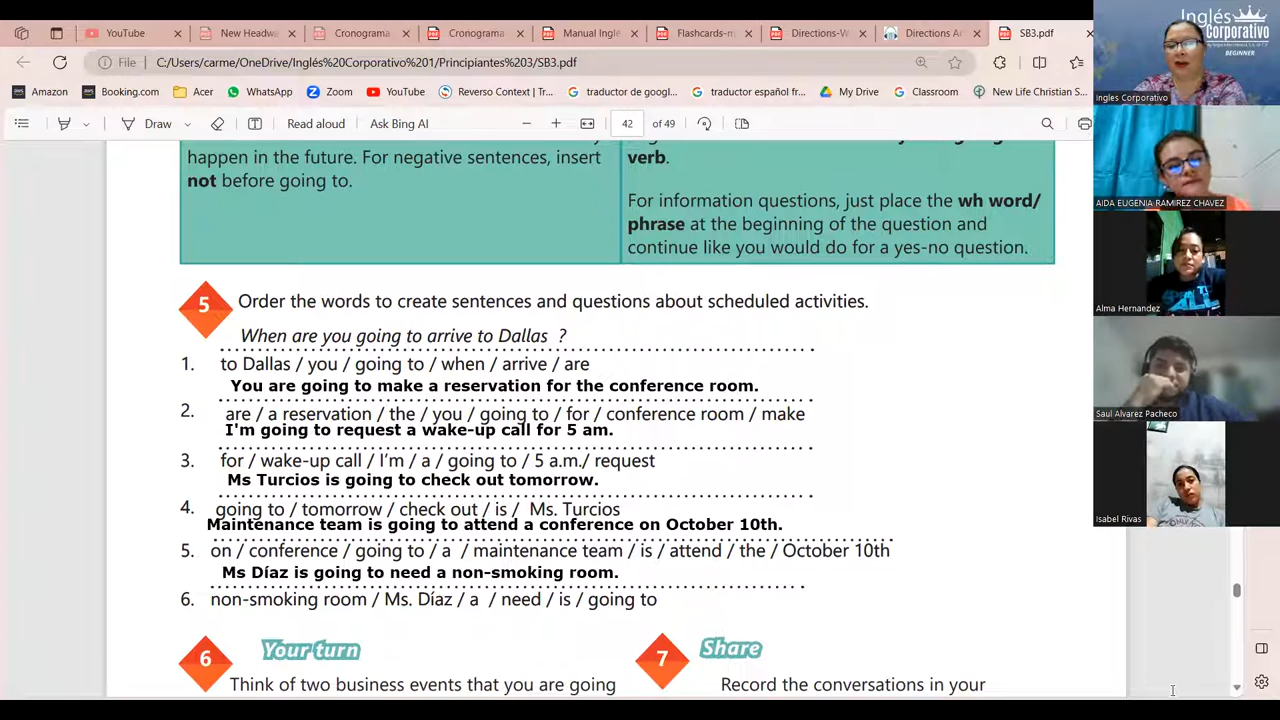 YouTube
New Headw
Cronograma
Cronograma
Manual Inglé
Flashcards-m
Directions-W
Directions Ar
SB3.pdf
File
C:/Users/carme/OneDrive/Inglés%20Corporativo%201/Principiantes%203/SB3.pdf
Amazon
Booking.com
Acer
WhatsApp
Zoom
YouTube
Reverso Context | Tr...
traductor de googl...
traductor español fr...
My Drive
Classroom
New Life Christian S...
Draw
Read aloud
Ask Bing AI
42 of 49
happen in the future. For negative sentences, insert
not before going to.
verb.
For information questions, just place the wh word/
phrase at the beginning of the question and
continue like you would do for a yes-no question.
5 Order the words to create sentences and questions about scheduled activities.
When are you going to arrive to Dallas ?
1. to Dallas / you / going to / when / arrive / are
You are going to make a reservation for the conference room.
2. are / a reservation / the / you / going to / for / conference room / make
I'm going to request a wake-up call for 5 am.
3. for / wake-up call / I'm / a / going to / 5 a.m./ request
Ms Turcios is going to check out tomorrow.
4. going to / tomorrow / check out / is / Ms. Turcios
Maintenance team is going to attend a conference on October 10th.
5. on / conference / going to / a / maintenance team / is / attend / the / October 10th
Ms Díaz is going to need a non-smoking room.
6. non-smoking room / Ms. Díaz / a / need / is / going to
6 Your turn
Think of two business events that you are going
7 Share
Record the conversations in your
Inglés
Corporativo
BEGINNER
Ingles Corporativo
AIDA EUGENIA RAMIREZ CHAVEZ
Alma Hernandez
Saul Alvarez Pacheco
Isabel Rivas